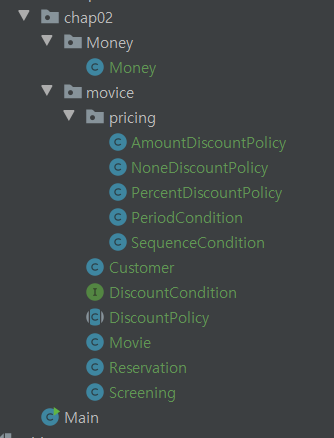 chap02
Money
Money
movice
pricing
AmountDiscountPolicy
NoneDiscountPolicy
PercentDiscountPolicy
PeriodCondition
SequenceCondition
Customer
DiscountCondition
DiscountPolicy
Movie
Reservation
Screening
Main